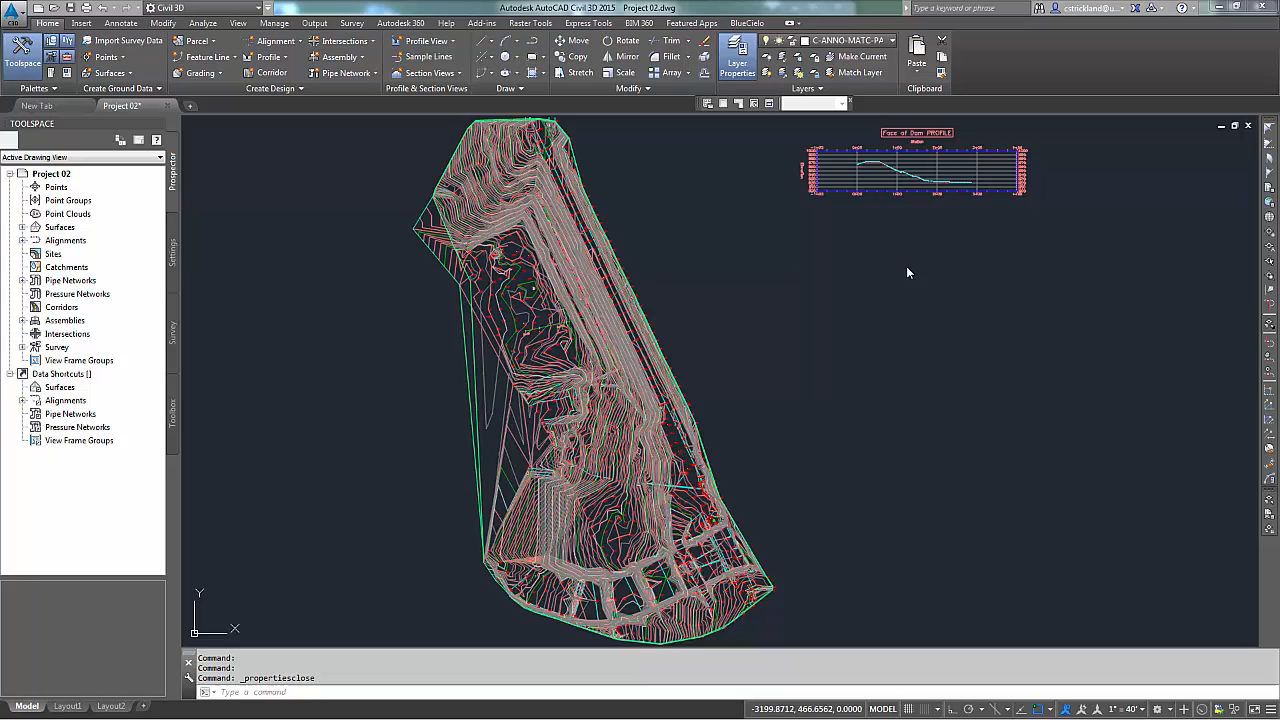 Civil 3D
Autodesk AutoCAD Civil 3D 2015 Project 02.dwg
Type a keyword or phrase
cstrickland@u...
Home Insert Annotate Modify Analyze View Manage Output Survey Autodesk 360 Help Add-ins Raster Tools Express Tools BIM 360 Featured Apps BlueCielo
Toolspace
Import Survey Data
Points
Surfaces
Parcel
Feature Line
Grading
Alignment
Profile
Corridor
Intersections
Assembly
Pipe Network
Profile View
Sample Lines
Section Views
Move
Copy
Stretch
Rotate
Mirror
Scale
Trim
Fillet
Array
Layer
Properties
C-ANNO-MATC-PA
Make Current
Match Layer
Paste
Palettes Create Ground Data Create Design Profile & Section Views Draw Modify Layers Clipboard
New Tab Project 02*
TOOLSPACE
Active Drawing View
Project 02
Points
Point Groups
Point Clouds
Surfaces
Alignments
Sites
Catchments
Pipe Networks
Pressure Networks
Corridors
Assemblies
Intersections
Survey
View Frame Groups
Data Shortcuts []
Surfaces
Alignments
Pipe Networks
Pressure Networks
View Frame Groups
Prospector
Settings
Survey
Toolbox
Face of Dam PROFILE
Y
X
Command:
Command:
Command: _propertiesclose
Type a command
Model Layout1 Layout2
-3199.8712, 466.6562, 0.0000 MODEL 1" = 40'